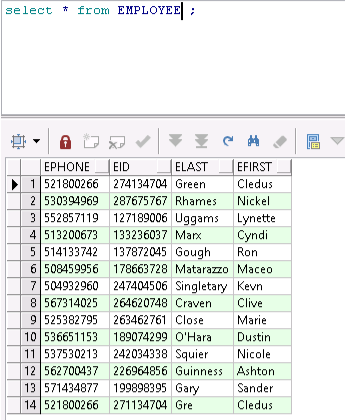 select * from EMPLOYEE ;
EPHONE EID ELAST EFIRST
1 521800266 274134704 Green Cledus
2 530394969 287675767 Rhames Nickel
3 552857119 127189006 Uggams Lynette
4 513200673 133236037 Marx Cyndi
5 514133742 137872045 Gough Ron
6 508459956 178663728 Matarazzo Maceo
7 504932960 247404506 Singletary Kevn
8 567314025 264620748 Craven Clive
9 525382795 263462761 Close Marie
10 536651153 189074299 O'Hara Dustin
11 537530213 242034338 Squier Nicole
12 562700437 226964856 Guinness Ashton
13 571434877 199898395 Gary Sander
14 521800266 271134704 Gre Cledus